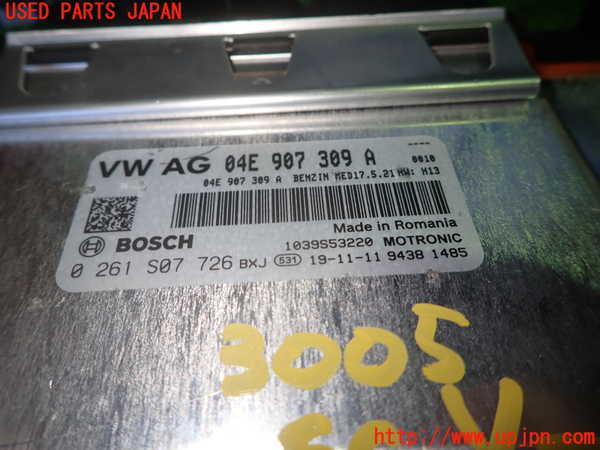 USED PARTS JAPAN
VW AG 04E 907 309 A
----
0010
04E 907 309 A BENZIN MED17.5.21 HW: H13
Made in Romania
BOSCH
1039S53220 MOTRONIC
0 261 S07 726 BXJ 531 19-11-11 9438 1485
3005
http://www.upjpn.com/